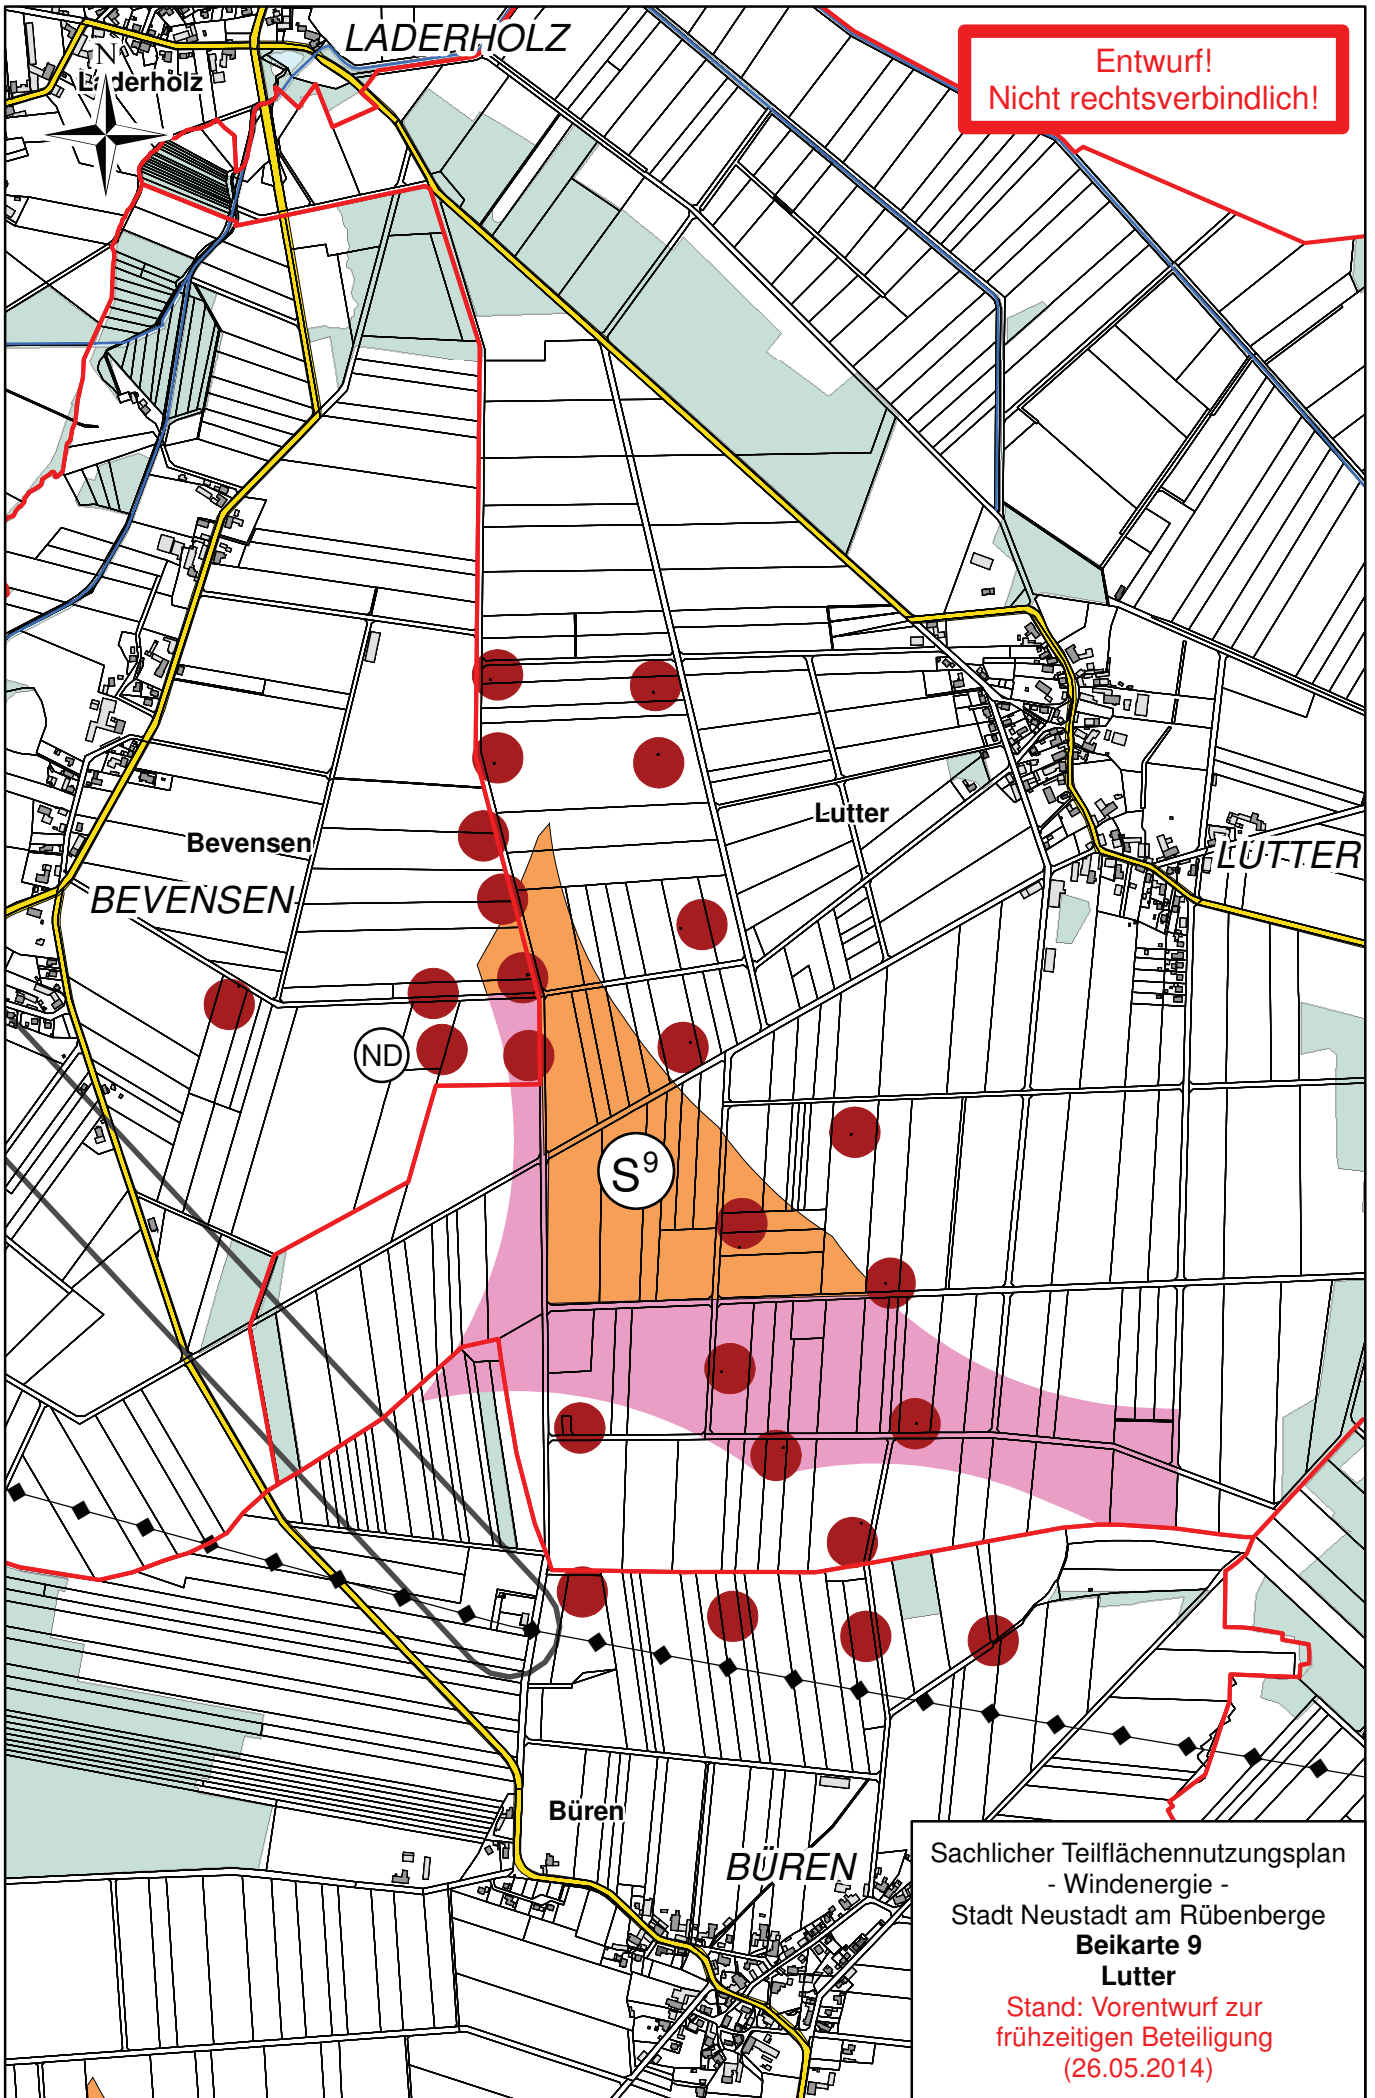 LADERHOLZ
N
Laderholz
Entwurf!
Nicht rechtsverbindlich!
Lutter
Bevensen
LUTTER
BEVENSEN
ND
S⁹
Büren
BÜREN
Sachlicher Teilflächennutzungsplan
- Windenergie -
Stadt Neustadt am Rübenberge
Beikarte 9
Lutter
Stand: Vorentwurf zur
frühzeitigen Beteiligung
(26.05.2014)